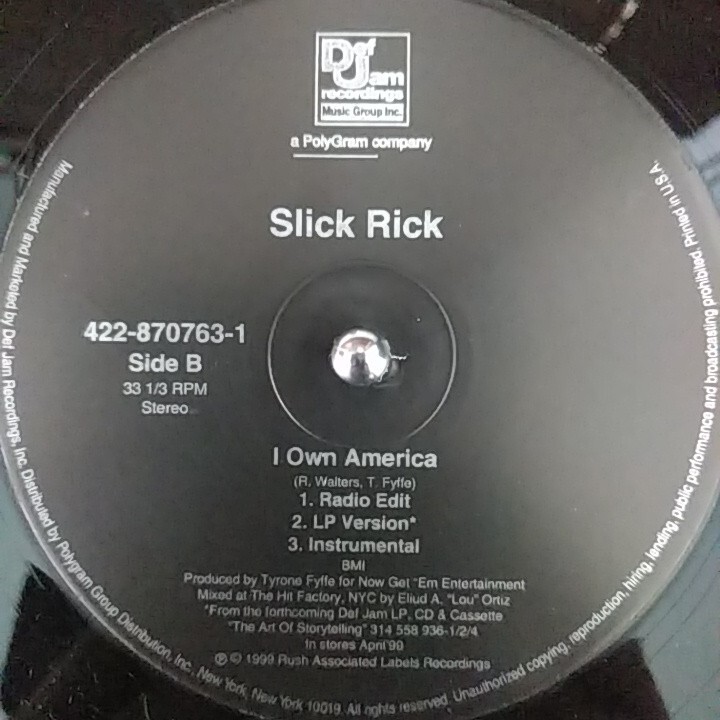 Def
Jam
recordings
Music Group Inc.
a PolyGram company
Slick Rick
422-870763-1
Side B
33 1/3 RPM
Stereo
I Own America
(R. Walters, T. Fyffe)
1. Radio Edit
2. LP Version*
3. Instrumental
BMI
Produced by Tyrone Fyffe for Now Get "Em Entertainment
Mixed at The Hit Factory, NYC by Eliud A. "Lou" Ortiz
*From the forthcoming Def Jam LP, CD & Cassette
"The Art Of Storytelling" 314 558 936-1/2/4
In stores April'99
℗ © 1999 Rush Associated Labels Recordings
Manufactured and Marketed by Def Jam Recordings, Inc. Distributed by Polygram Group Distribution, Inc., New York, New York 10019. All rights reserved. Unauthorized copying, reproduction, hiring, lending, public performance and broadcasting prohibited. Printed in U.S.A.